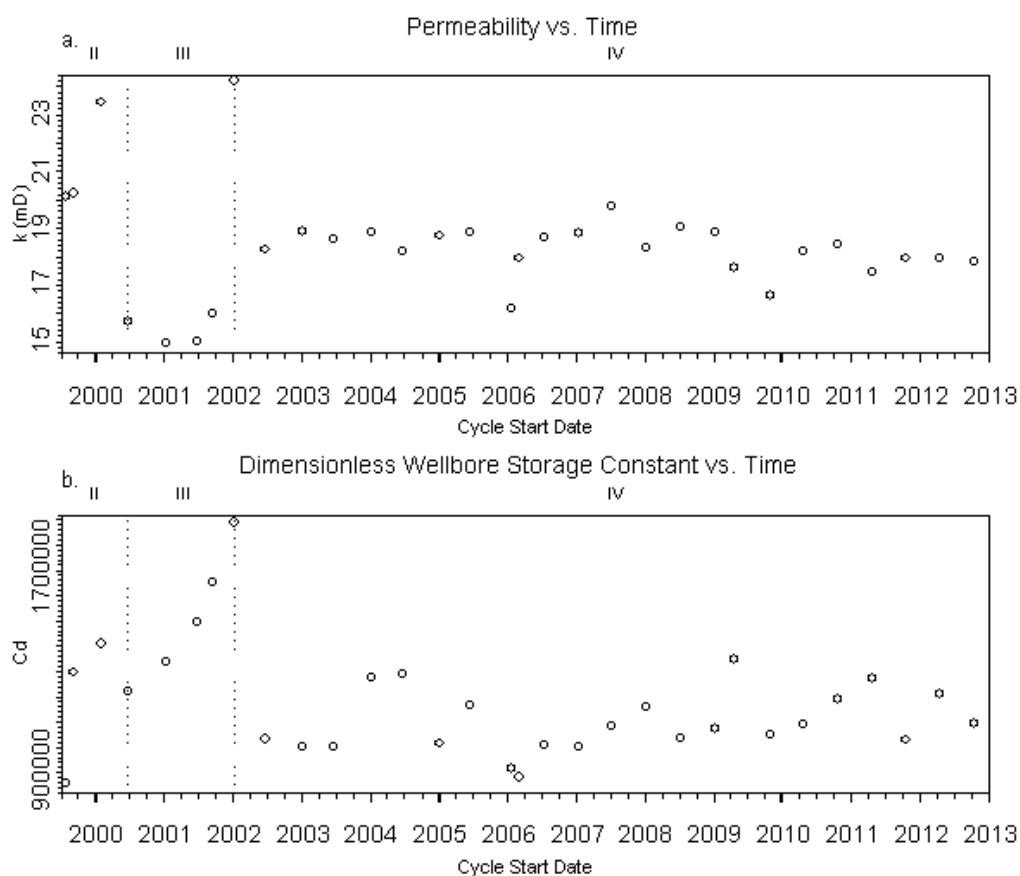 Permeability vs. Time
a.
II III IV
23
21
19
17
15
k (mD)
2000 2001 2002 2003 2004 2005 2006 2007 2008 2009 2010 2011 2012 2013
Cycle Start Date
Dimensionless Wellbore Storage Constant vs. Time
b.
II III IV
1700000
900000
Cd
2000 2001 2002 2003 2004 2005 2006 2007 2008 2009 2010 2011 2012 2013
Cycle Start Date